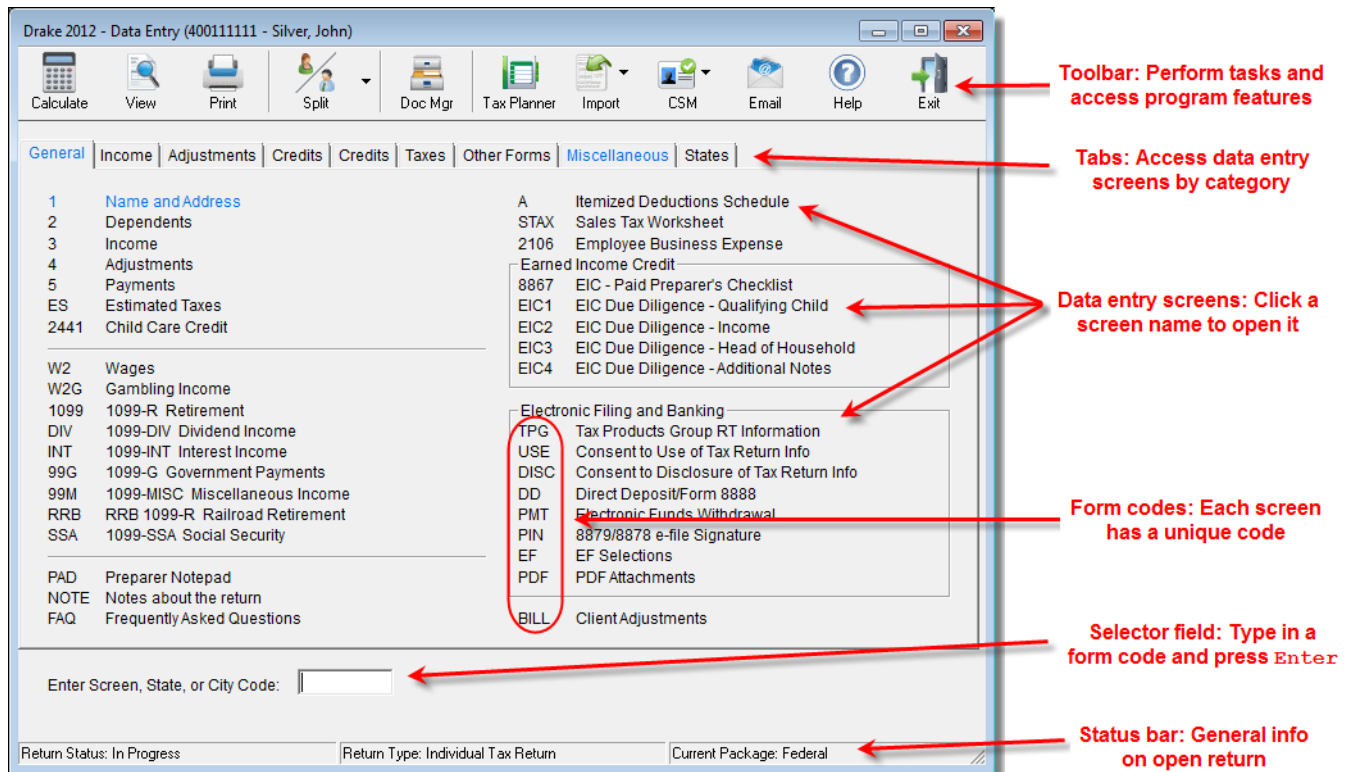 Drake 2012 - Data Entry (400111111 - Silver, John)
Calculate View Print Split Doc Mgr Tax Planner Import CSM Email Help Exit
Toolbar: Perform tasks and
access program features
General Income Adjustments Credits Credits Taxes Other Forms Miscellaneous States
Tabs: Access data entry
screens by category
1 Name and Address
2 Dependents
3 Income
4 Adjustments
5 Payments
ES Estimated Taxes
2441 Child Care Credit
W2 Wages
W2G Gambling Income
1099 1099-R Retirement
DIV 1099-DIV Dividend Income
INT 1099-INT Interest Income
99G 1099-G Government Payments
99M 1099-MISC Miscellaneous Income
RRB RRB 1099-R Railroad Retirement
SSA 1099-SSA Social Security
PAD Preparer Notepad
NOTE Notes about the return
FAQ Frequently Asked Questions
A Itemized Deductions Schedule
STAX Sales Tax Worksheet
2106 Employee Business Expense
Earned Income Credit
8867 EIC - Paid Preparer's Checklist
EIC1 EIC Due Diligence - Qualifying Child
EIC2 EIC Due Diligence - Income
EIC3 EIC Due Diligence - Head of Household
EIC4 EIC Due Diligence - Additional Notes
Electronic Filing and Banking
TPG Tax Products Group RT Information
USE Consent to Use of Tax Return Info
DISC Consent to Disclosure of Tax Return Info
DD Direct Deposit/Form 8888
PMT Electronic Funds Withdrawal
PIN 8879/8878 e-file Signature
EF EF Selections
PDF PDF Attachments
BILL Client Adjustments
Data entry screens: Click a
screen name to open it
Form codes: Each screen
has a unique code
Selector field: Type in a
form code and press Enter
Enter Screen, State, or City Code:
Status bar: General info
on open return
Return Status: In Progress Return Type: Individual Tax Return Current Package: Federal